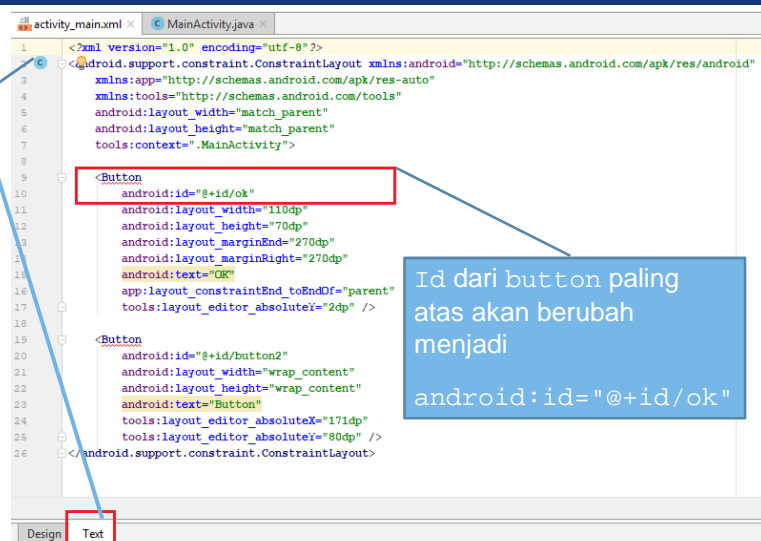 activity_main.xml × C MainActivity.java ×
1 <?xml version="1.0" encoding="utf-8"?>
2 C <android.support.constraint.ConstraintLayout xmlns:android="http://schemas.android.com/apk/res/android"
3 xmlns:app="http://schemas.android.com/apk/res-auto"
4 xmlns:tools="http://schemas.android.com/tools"
5 android:layout_width="match_parent"
6 android:layout_height="match_parent"
7 tools:context=".MainActivity">
8
9 <Button
10 android:id="@+id/ok"
11 android:layout_width="110dp"
12 android:layout_height="70dp"
13 android:layout_marginEnd="270dp"
14 android:layout_marginRight="270dp"
15 android:text="OK"
16 app:layout_constraintEnd_toEndOf="parent"
17 tools:layout_editor_absoluteY="2dp" />
18
19 <Button
20 android:id="@+id/button2"
21 android:layout_width="wrap_content"
22 android:layout_height="wrap_content"
23 android:text="Button"
24 tools:layout_editor_absoluteX="171dp"
25 tools:layout_editor_absoluteY="80dp" />
26 </android.support.constraint.ConstraintLayout>
Id dari button paling
atas akan berubah
menjadi
android:id="@+id/ok"
Design Text